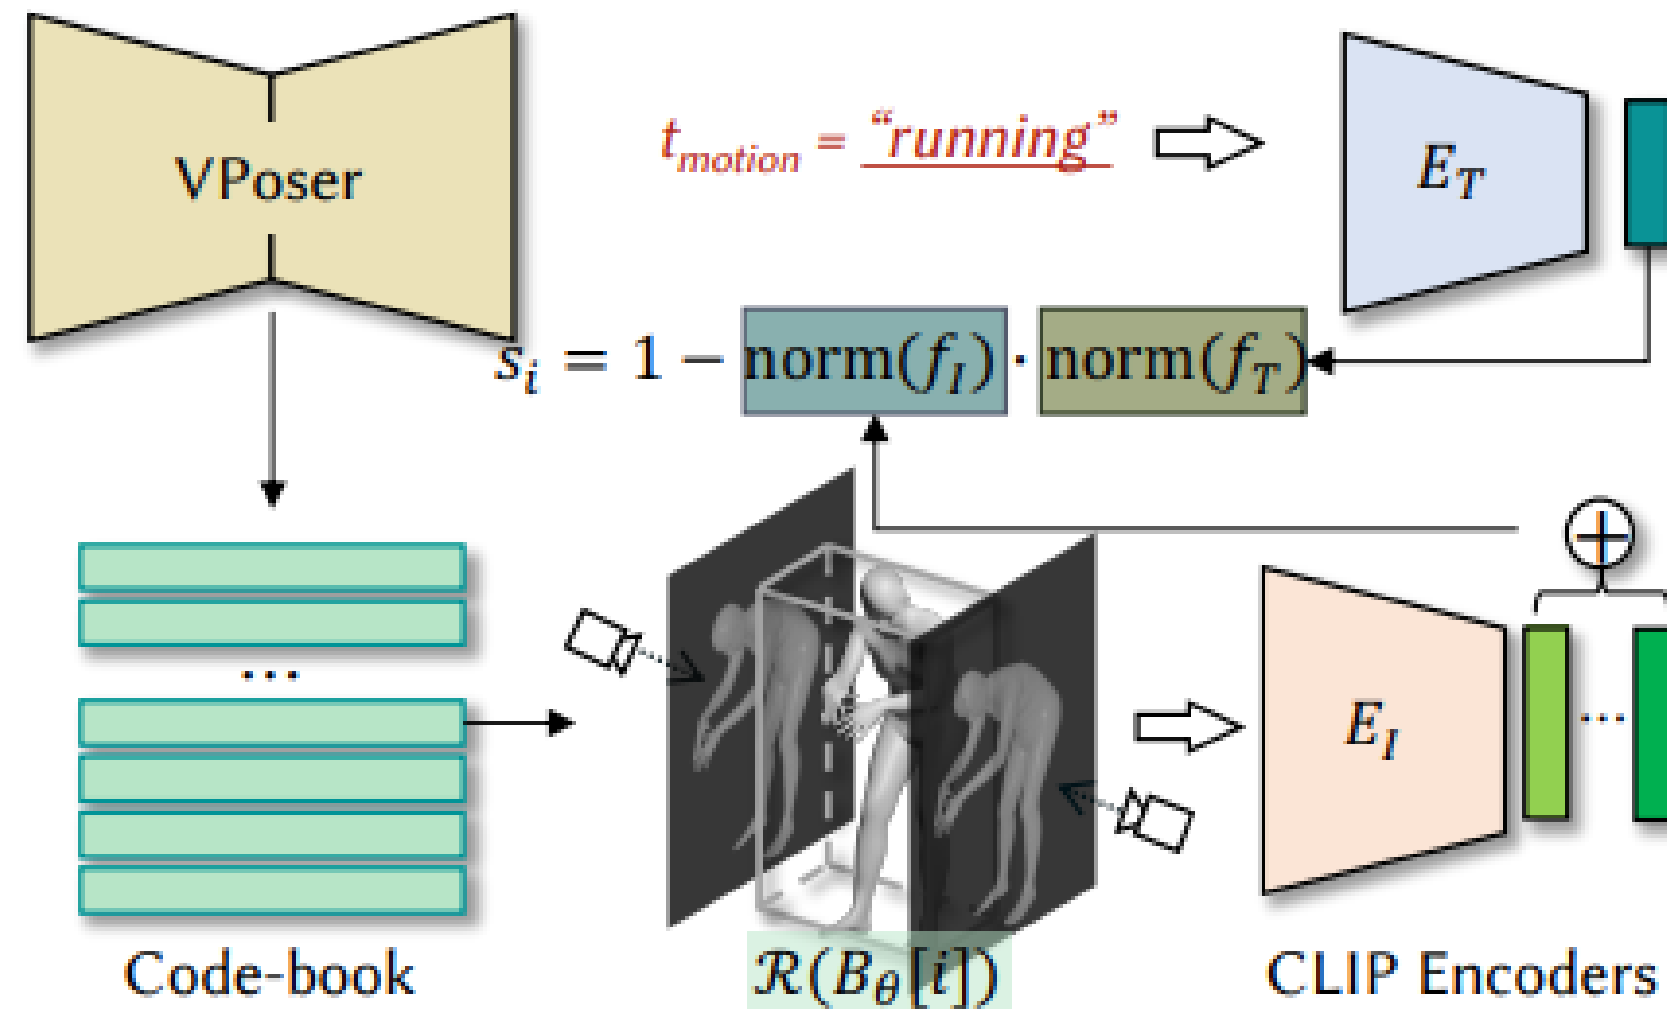 VPoser
t_motion = “running”
E_T
s_i = 1 − norm(f_I) · norm(f_T)
...
E_I
...
Code-book
ℛ(B_θ[i])
CLIP Encoders